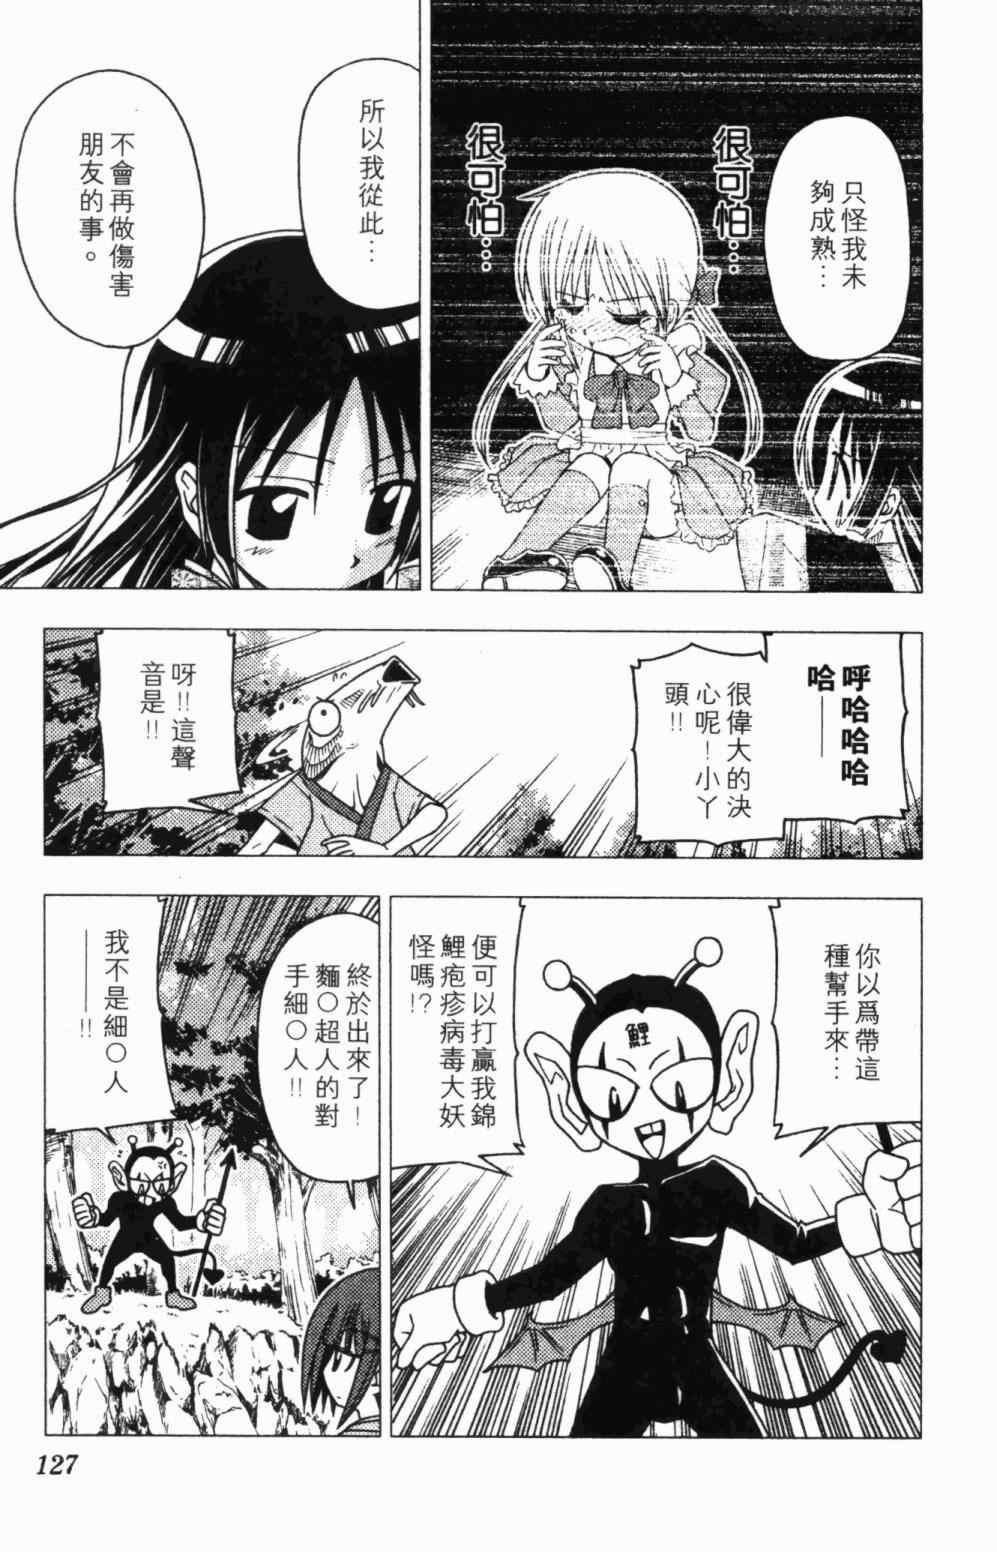 只怪我未
夠成熟…
很可怕…
很可怕…
所以我從此…
不會再做傷害
朋友的事。
呼哈哈哈
哈——
很偉大的決
心呢!小丫
頭!!
呀!!這聲
音是!!
你以爲帶這
種幫手來…
便可以打贏我錦
鯉疱疹病毒大妖
怪嗎!?
鯉
終於出來了!
麵○超人的對
手細○人!!
我不是細○人
——!!
127